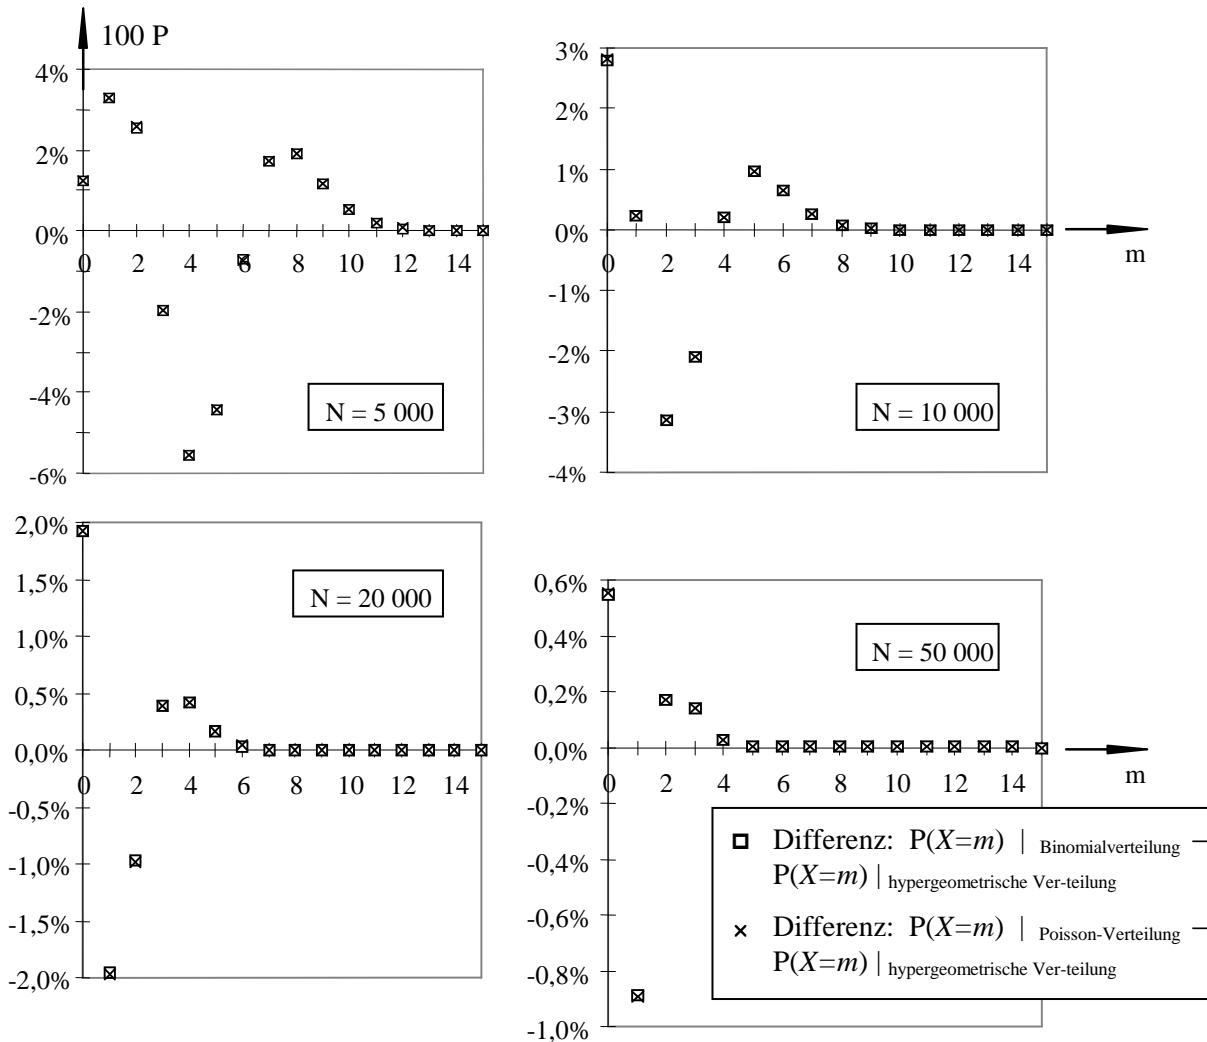 100 P
4%
2%
0%
-2%
-4%
-6%
0 2 4 6 8 10 12 14
N = 5 000
3%
2%
1%
0%
-1%
-2%
-3%
-4%
0 2 4 6 8 10 12 14
m
N = 10 000
2,0%
1,5%
1,0%
0,5%
0,0%
-0,5%
-1,0%
-1,5%
-2,0%
0 2 4 6 8 10 12 14
N = 20 000
0,6%
0,4%
0,2%
0,0%
-0,2%
-0,4%
-0,6%
-0,8%
-1,0%
0 2 4 6 8 10 12 14
m
N = 50 000
Differenz: P(X=m) | Binomialverteilung —
P(X=m) | hypergeometrische Ver-teilung
Differenz: P(X=m) | Poisson-Verteilung —
P(X=m) | hypergeometrische Ver-teilung